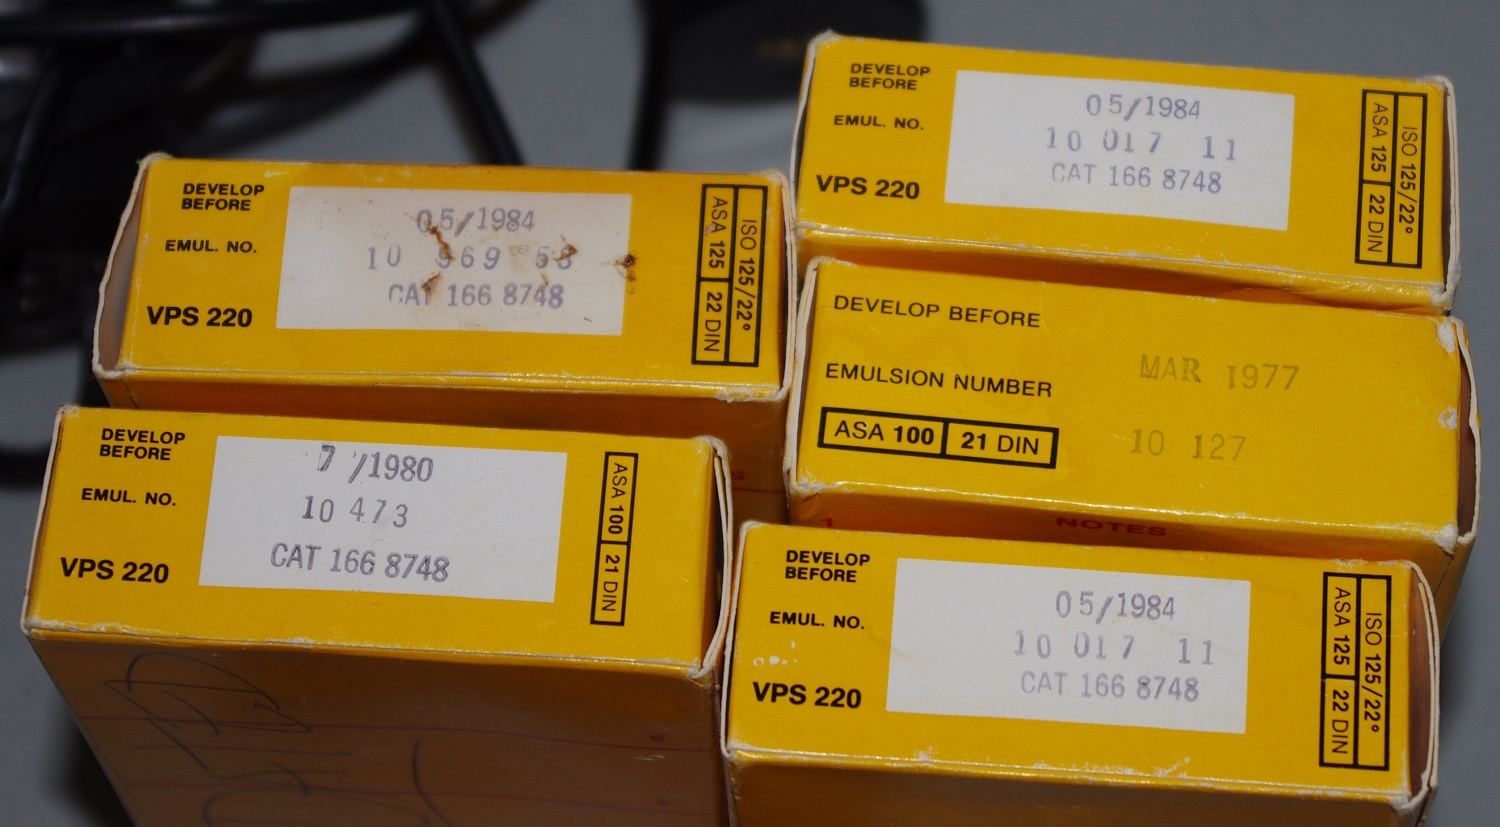 DEVELOP
BEFORE
05/1984
EMUL. NO.
10 017 11
VPS 220
CAT 166 8748
ISO 125/22°
ASA 125 22 DIN
DEVELOP
BEFORE
05/1984
EMUL. NO.
10 969 53
VPS 220
CAT 166 8748
ISO 125/22°
ASA 125 22 DIN
DEVELOP BEFORE
MAR 1977
EMULSION NUMBER
10 127
ASA 100 21 DIN
1 NOTES
DEVELOP
BEFORE
7 /1980
EMUL. NO.
10 473
VPS 220
CAT 166 8748
ASA 100 21 DIN
DEVELOP
BEFORE
05/1984
EMUL. NO.
10 017 11
VPS 220
CAT 166 8748
ISO 125/22°
ASA 125 22 DIN